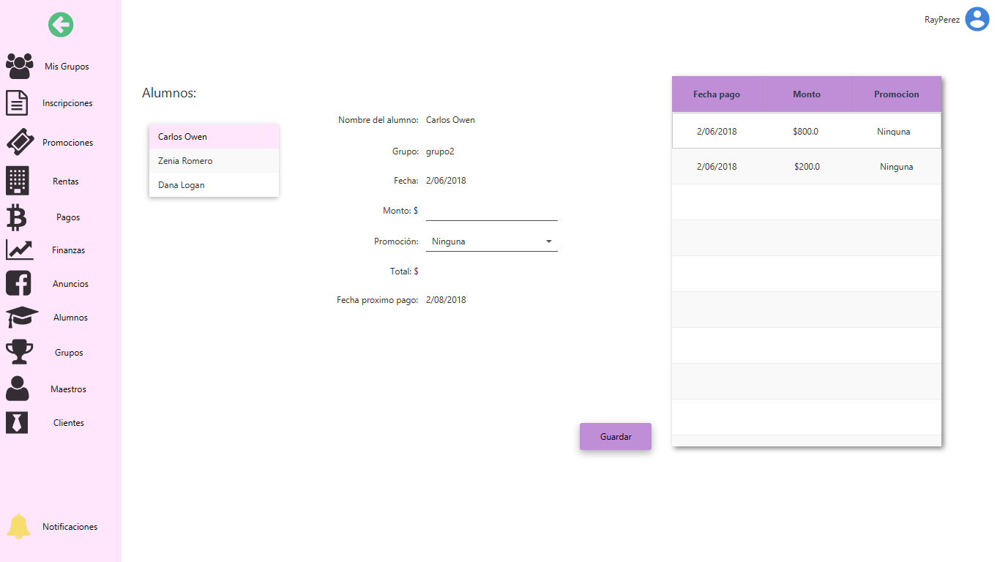 RayPerez
Mis Grupos
Inscripciones
Promociones
Rentas
Pagos
Finanzas
Anuncios
Alumnos
Grupos
Maestros
Clientes
Notificaciones
Alumnos:
Carlos Owen
Zenia Romero
Dana Logan
Nombre del alumno: Carlos Owen
Grupo: grupo2
Fecha: 2/06/2018
Monto: $
Promoción: Ninguna
Total: $
Fecha proximo pago: 2/08/2018
Guardar
Fecha pago Monto Promocion
2/06/2018 $800.0 Ninguna
2/06/2018 $200.0 Ninguna